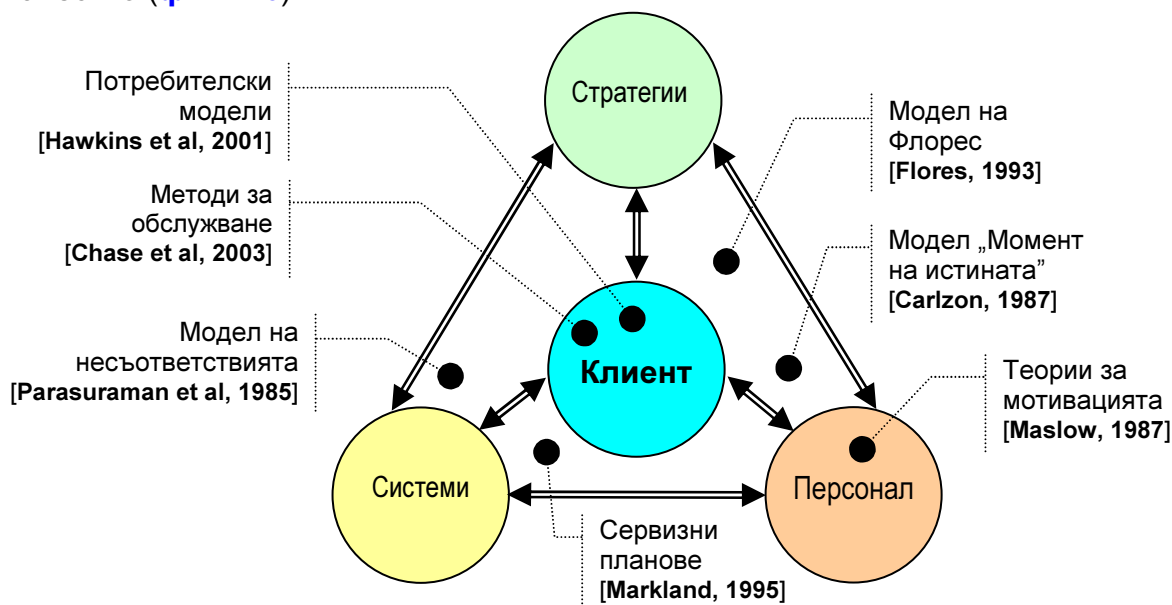 Стратегии
Потребителски
модели
[Hawkins et al, 2001]
Модел на
Флорес
[Flores, 1993]
Методи за
обслужване
[Chase et al, 2003]
Модел „Момент
на истината”
[Carlzon, 1987]
Модел на
несъответствията
[Parasuraman et al, 1985]
Клиент
Теории за
мотивацията
[Maslow, 1987]
Системи
Персонал
Сервизни
планове
[Markland, 1995]